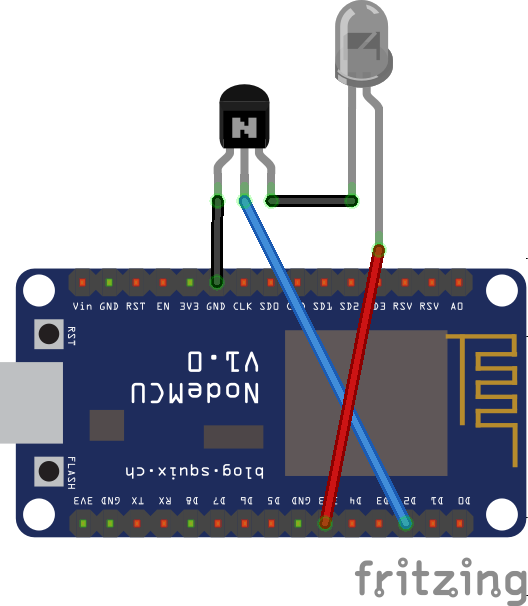 N
Vin GND RST EN 3V3 GND CLK SD0 SD1 SD2 RSV RSV A0
RST
NodeMCU
V1.0
blog.squix.ch
FLASH
3V3 GND TX RX D8 D7 D6 D5 GND D4 D3 D2 D1 D0
fritzing